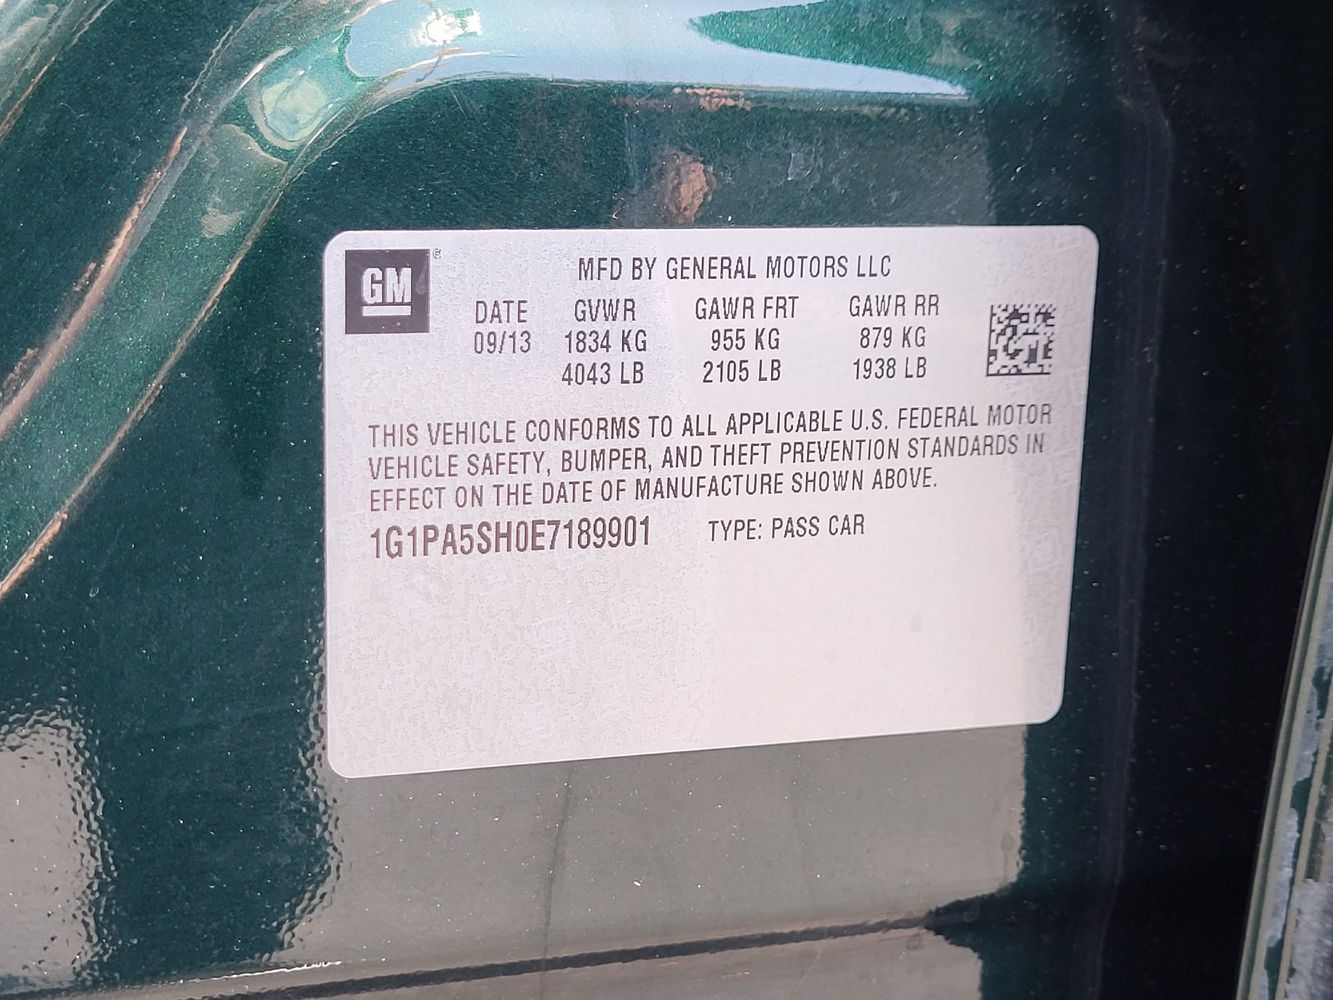 GM
MFD BY GENERAL MOTORS LLC
DATE GVWR GAWR FRT GAWR RR
09/13 1834 KG 955 KG 879 KG
4043 LB 2105 LB 1938 LB
THIS VEHICLE CONFORMS TO ALL APPLICABLE U.S. FEDERAL MOTOR
VEHICLE SAFETY, BUMPER, AND THEFT PREVENTION STANDARDS IN
EFFECT ON THE DATE OF MANUFACTURE SHOWN ABOVE.
1G1PA5SH0E7189901 TYPE: PASS CAR